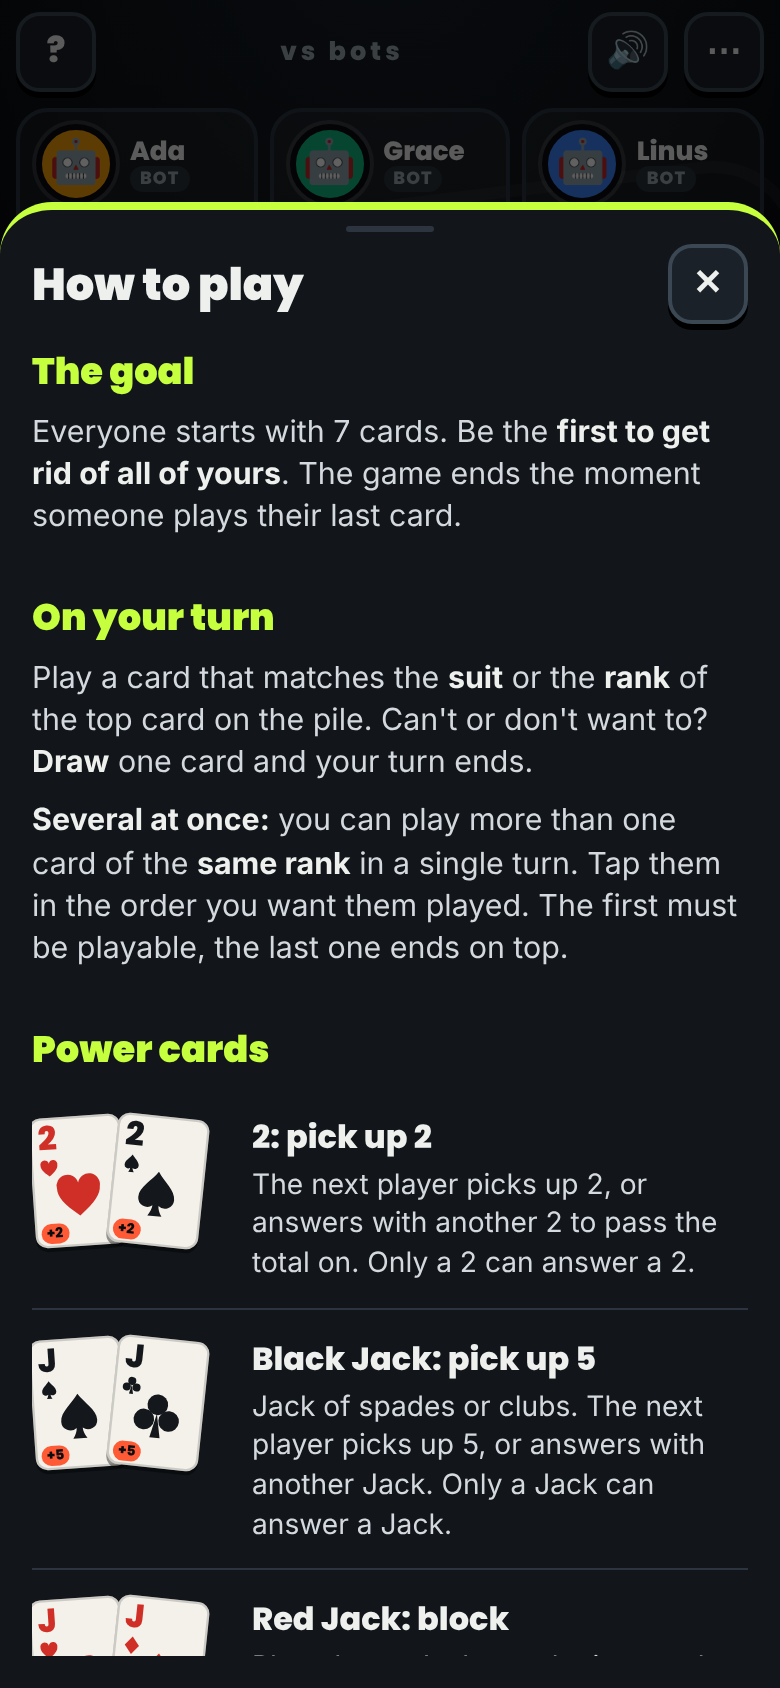 ?
vs bots
...
Ada
BOT
Grace
BOT
Linus
BOT
How to play
The goal
Everyone starts with 7 cards. Be the first to get
rid of all of yours. The game ends the moment
someone plays their last card.
On your turn
Play a card that matches the suit or the rank of
the top card on the pile. Can't or don't want to?
Draw one card and your turn ends.
Several at once: you can play more than one
card of the same rank in a single turn. Tap them
in the order you want them played. The first must
be playable, the last one ends on top.
Power cards
2
2
+2
+2
2: pick up 2
The next player picks up 2, or
answers with another 2 to pass the
total on. Only a 2 can answer a 2.
J
J
+5
+5
Black Jack: pick up 5
Jack of spades or clubs. The next
player picks up 5, or answers with
another Jack. Only a Jack can
answer a Jack.
J
J
Red Jack: block